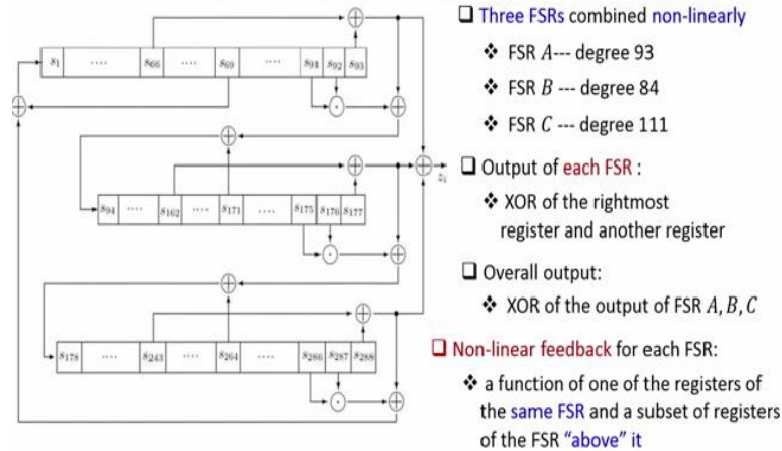 s1 .... s66 .... s69 .... s91 s92 s93
s94 .... s162 .... s171 .... s175 s176 s177
zi
s178 .... s243 .... s264 .... s286 s287 s288
❑ Three FSRs combined non-linearly
❖ FSR A--- degree 93
❖ FSR B --- degree 84
❖ FSR C --- degree 111
❑ Output of each FSR :
❖ XOR of the rightmost
register and another register
❑ Overall output:
❖ XOR of the output of FSR A, B, C
❑ Non-linear feedback for each FSR:
❖ a function of one of the registers of
the same FSR and a subset of registers
of the FSR “above” it